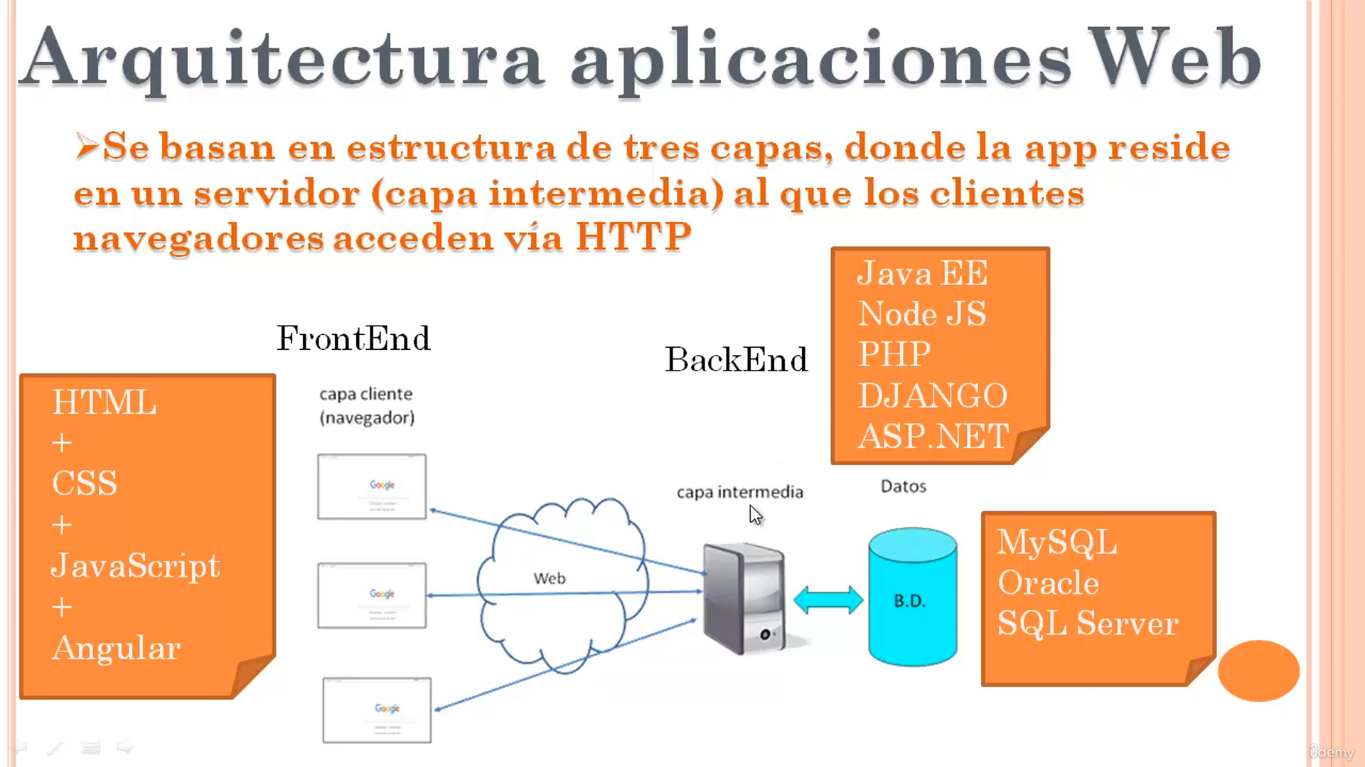 Arquitectura aplicaciones Web
➢Se basan en estructura de tres capas, donde la app reside
en un servidor (capa intermedia) al que los clientes
navegadores acceden vía HTTP
FrontEnd
HTML
+
CSS
+
JavaScript
+
Angular
capa cliente
(navegador)
Google
Google
Google
Web
BackEnd
capa intermedia
Java EE
Node JS
PHP
DJANGO
ASP.NET
Datos
B.D.
MySQL
Oracle
SQL Server
ûdemy